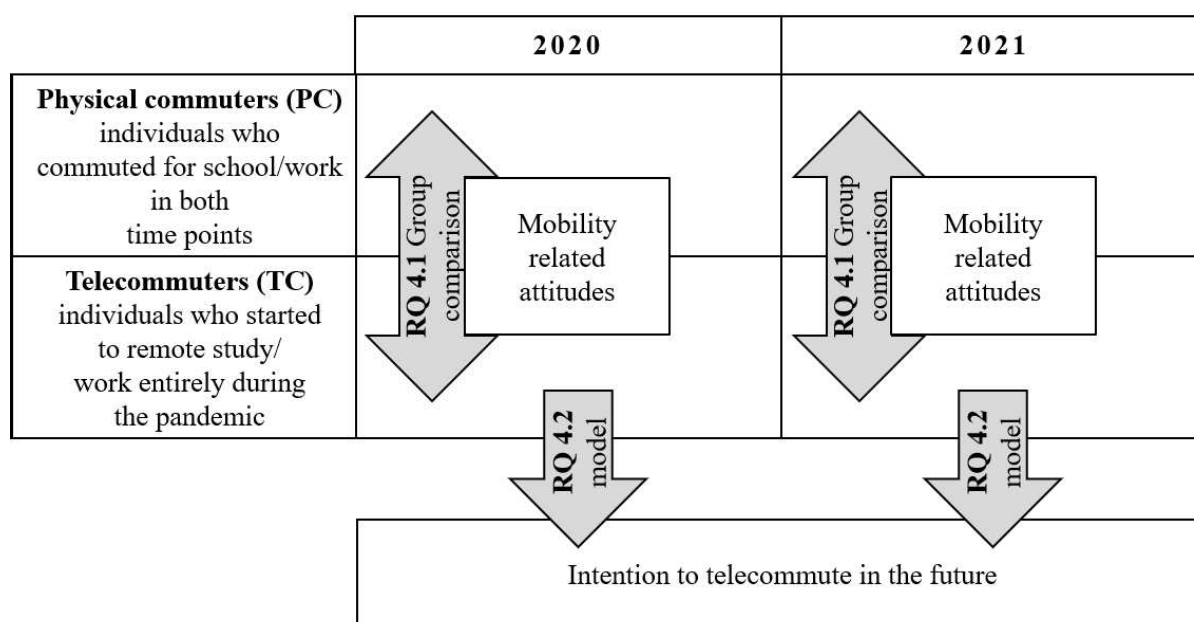 2020
2021
Physical commuters (PC)
individuals who
commuted for school/work
in both
time points
RQ 4.1 Group
comparison
Mobility
related
attitudes
RQ 4.1 Group
comparison
Mobility
related
attitudes
Telecommuters (TC)
individuals who started
to remote study/
work entirely during
the pandemic
RQ 4.2
model
RQ 4.2
model
Intention to telecommute in the future